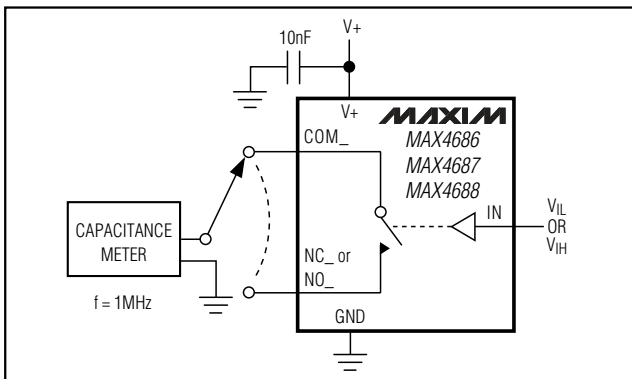 V+
10nF
V+
MAXIM
COM_
MAX4686
MAX4687
MAX4688
IN
VIL
OR
VIH
CAPACITANCE
METER
NC_ or
NO_
f = 1MHz
GND